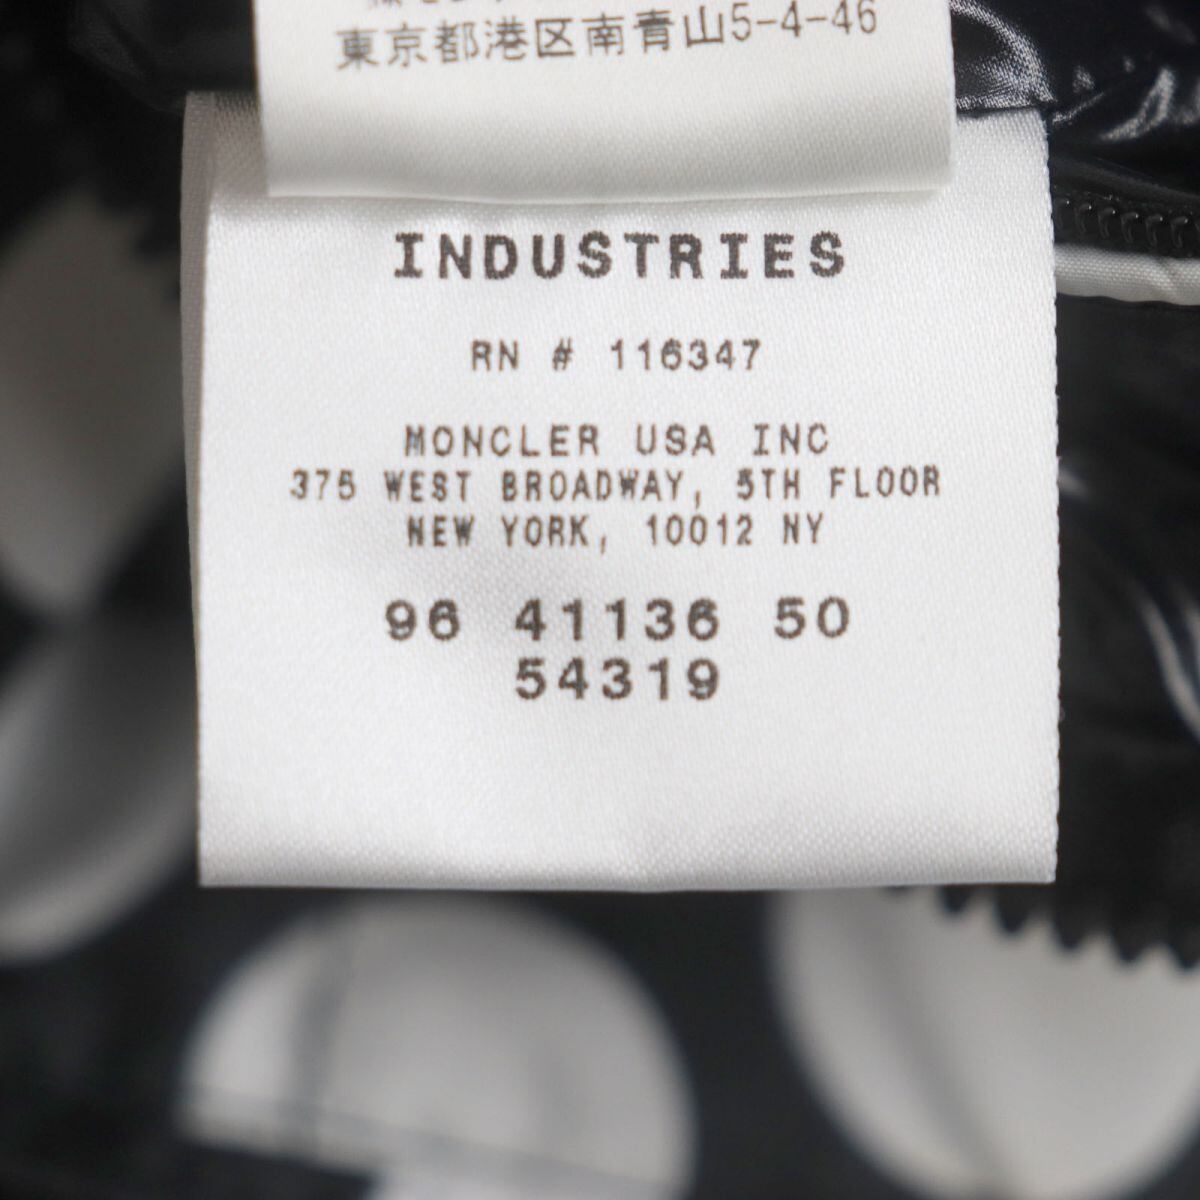 東京都港区南青山5-4-46
INDUSTRIES
RN # 116347
MONCLER USA INC
375 WEST BROADWAY, 5TH FLOOR
NEW YORK, 10012 NY
96 41136 50
54319